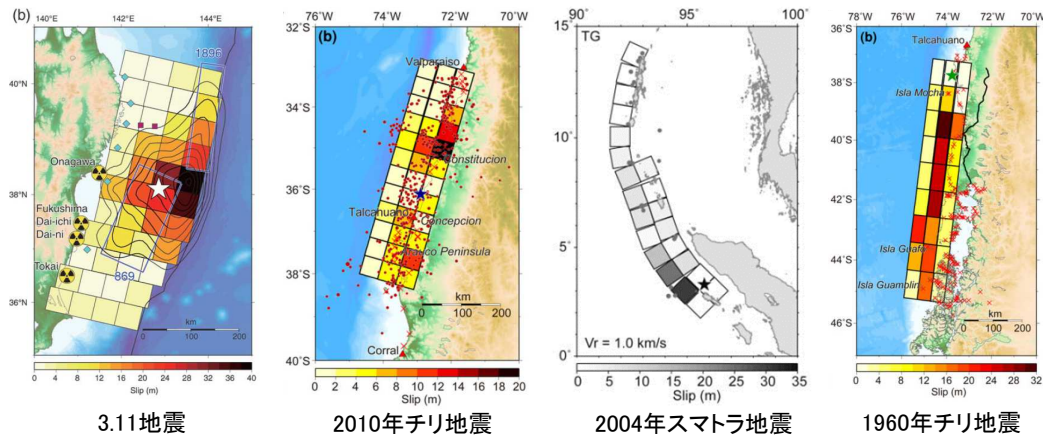 (b)
140°E
142°E
144°E
1896
40°N
Onagawa
38°N
Fukushima
Dai-ichi
Dai-ni
Tokai
869
36°N
km
0 100 200
0 4 8 12 16 20 24 28 32 36 40
Slip (m)
3.11地震
76°W 74°W 72°W 70°W
(b)
Valparaiso
34°S
Constitucion
36°S
Talcahuano
Concepcion
Arauco Peninsula
38°S
km
0 100 200
Corral
40°S
0 2 4 6 8 10 12 14 16 18 20
Slip (m)
2010年チリ地震
90° 95° 100°
TG
15°
10°
5°
0°
km
0 200 400
Vr = 1.0 km/s
0 5 10 15 20 25 30 35
Slip (m)
2004年スマトラ地震
78°W 76°W 74°W 72°W
36°S
(b)
Talcahuano
38°S
Isla Mocha
40°S
42°S
Isla Guafo
44°S
Isla Guamblin
km
0 100 200
46°S
0 4 8 12 16 20 24 28 32
Slip (m)
1960年チリ地震